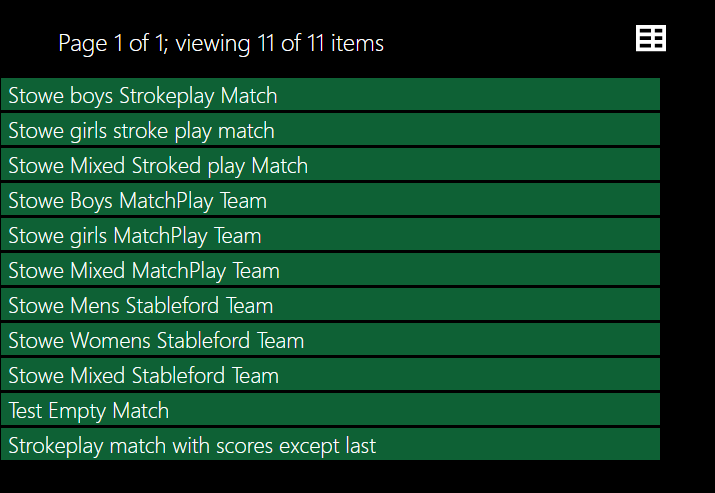 Page 1 of 1; viewing 11 of 11 items
Stowe boys Strokeplay Match
Stowe girls stroke play match
Stowe Mixed Stroked play Match
Stowe Boys MatchPlay Team
Stowe girls MatchPlay Team
Stowe Mixed MatchPlay Team
Stowe Mens Stableford Team
Stowe Womens Stableford Team
Stowe Mixed Stableford Team
Test Empty Match
Strokeplay match with scores except last